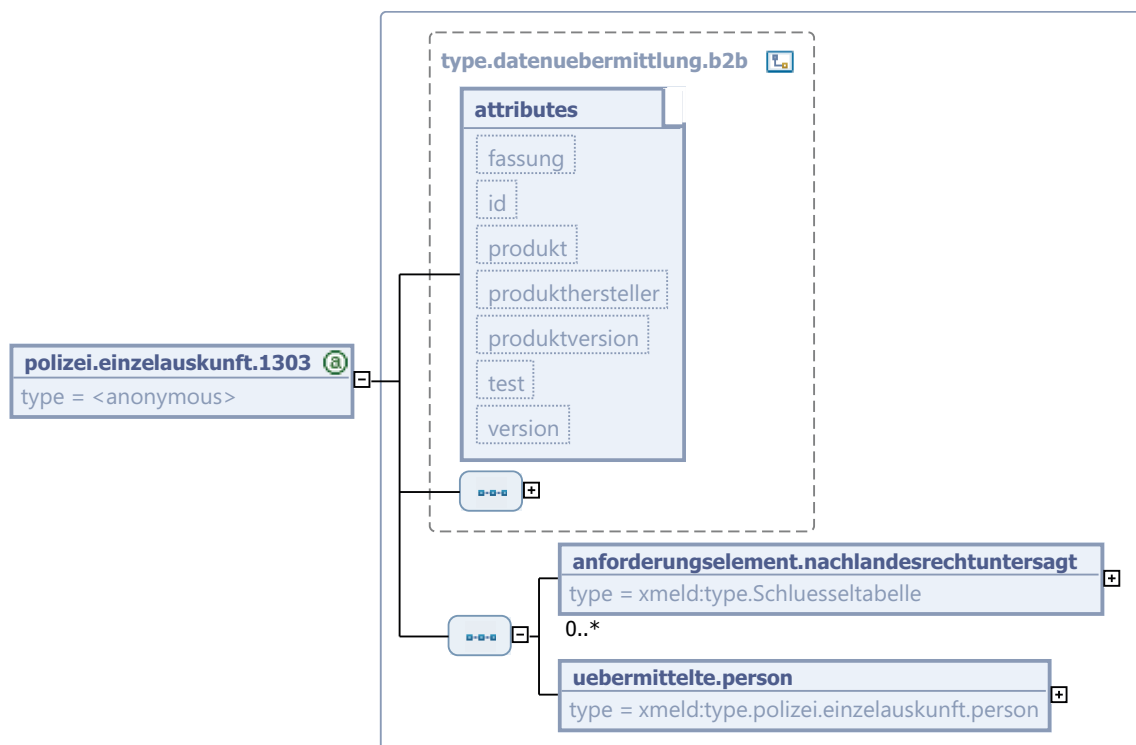 type.datenuebermittlung.b2b
attributes
fassung
id
produkt
produkthersteller
produktversion
test
version
polizei.einzelauskunft.1303 a
type = <anonymous>
anforderungselement.nachlandesrechtuntersagt
type = xmeld:type.Schluesseltabelle
0..*
uebermittelte.person
type = xmeld:type.polizei.einzelauskunft.person